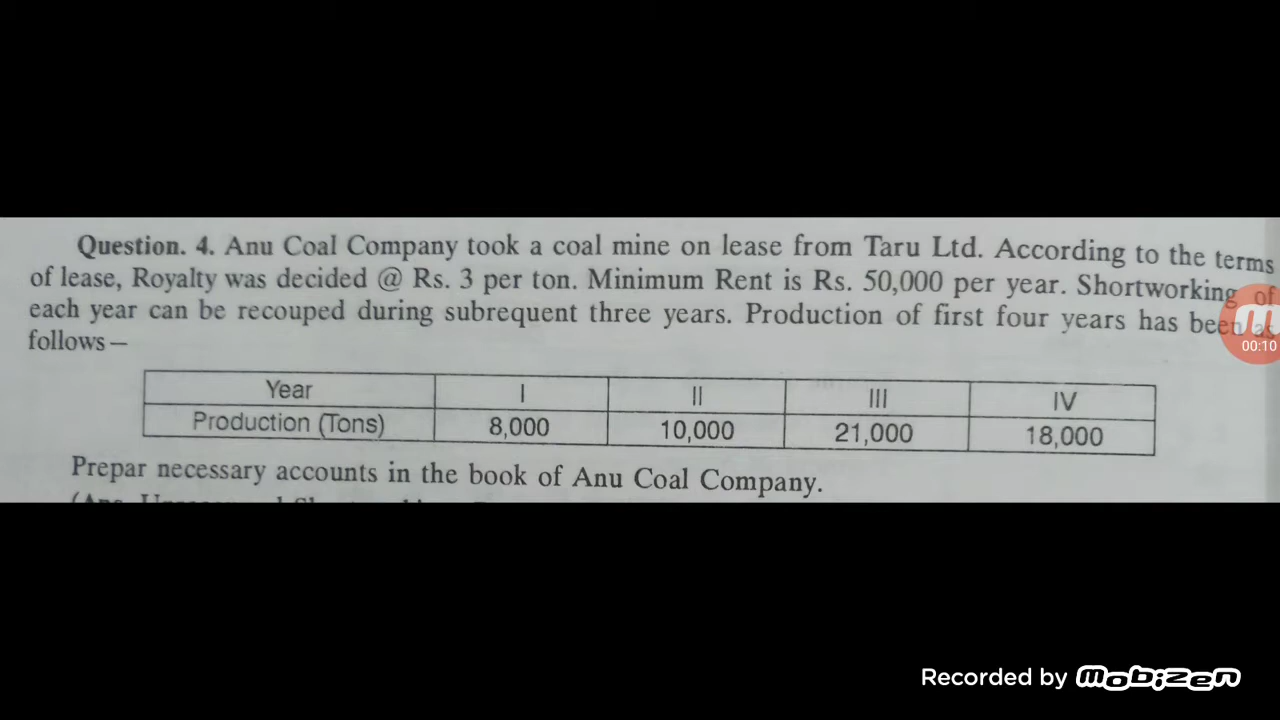 Question. 4. Anu Coal Company took a coal mine on lease from Taru Ltd. According to the terms
of lease, Royalty was decided @ Rs. 3 per ton. Minimum Rent is Rs. 50,000 per year. Shortworking of
each year can be recouped during subrequent three years. Production of first four years has been as
follows—
Year I II III IV
Production (Tons) 8,000 10,000 21,000 18,000
Prepar necessary accounts in the book of Anu Coal Company.
00:10
Recorded by Mobizen